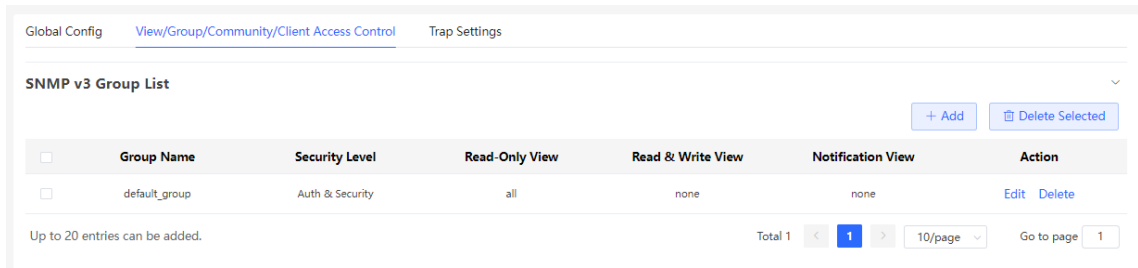 Global Config View/Group/Community/Client Access Control Trap Settings
SNMP v3 Group List
+ Add Delete Selected
Group Name Security Level Read-Only View Read & Write View Notification View Action
default_group Auth & Security all none none Edit Delete
Up to 20 entries can be added. Total 1 < 1 > 10/page Go to page 1